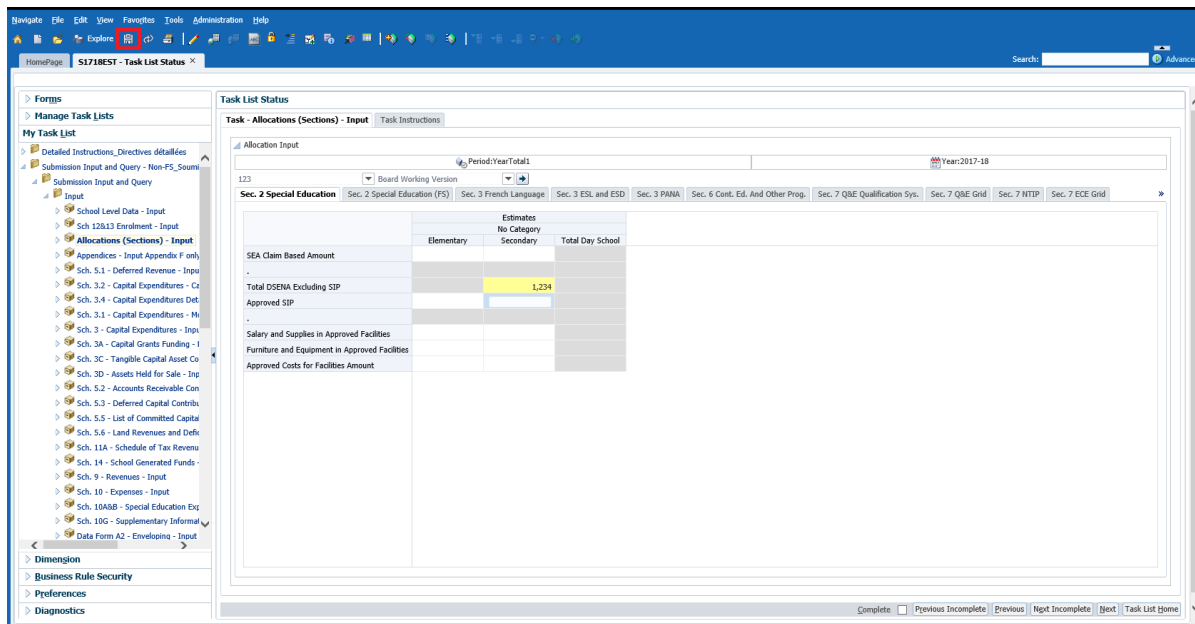 Navigate File Edit View Favorites Tools Administration Help
Explore
HomePage S1718EST - Task List Status × Search: Advance
Forms
Manage Task Lists
My Task List
Detailed Instructions_Directives détaillées
Submission Input and Query - Non-FS_Soumi
Submission Input and Query
Input
School Level Data - Input
Sch 12&13 Enrolment - Input
Allocations (Sections) - Input
Appendices - Input Appendix F only
Sch. 5.1 - Deferred Revenue - Inpu
Sch. 3.2 - Capital Expenditures - Ca
Sch. 3.4 - Capital Expenditures Det
Sch. 3.1 - Capital Expenditures - Mu
Sch. 3 - Capital Expenditures - Inpu
Sch. 3A - Capital Grants Funding - I
Sch. 3C - Tangible Capital Asset Co
Sch. 3D - Assets Held for Sale - Inp
Sch. 5.2 - Accounts Receivable Con
Sch. 5.3 - Deferred Capital Contribu
Sch. 5.5 - List of Committed Capital
Sch. 5.6 - Land Revenues and Defic
Sch. 11A - Schedule of Tax Revenu
Sch. 14 - School Generated Funds -
Sch. 9 - Revenues - Input
Sch. 10 - Expenses - Input
Sch. 10A&B - Special Education Exp
Sch. 10G - Supplementary Informat
Data Form A2 - Enveloping - Input
Dimension
Business Rule Security
Preferences
Diagnostics
Task List Status
Task - Allocations (Sections) - Input Task Instructions
Allocation Input
Period:YearTotal1 Year:2017-18
123 Board Working Version
Sec. 2 Special Education Sec. 2 Special Education (FS) Sec. 3 French Language Sec. 3 ESL and ESD Sec. 3 PANA Sec. 6 Cont. Ed. And Other Prog. Sec. 7 Q&E Qualification Sys. Sec. 7 Q&E Grid Sec. 7 NTIP Sec. 7 ECE Grid »
Estimates
No Category
Elementary Secondary Total Day School
SEA Claim Based Amount
.
Total DSENA Excluding SIP 1,234
Approved SIP
.
Salary and Supplies in Approved Facilities
Furniture and Equipment in Approved Facilities
Approved Costs for Facilities Amount
Complete Previous Incomplete Previous Next Incomplete Next Task List Home